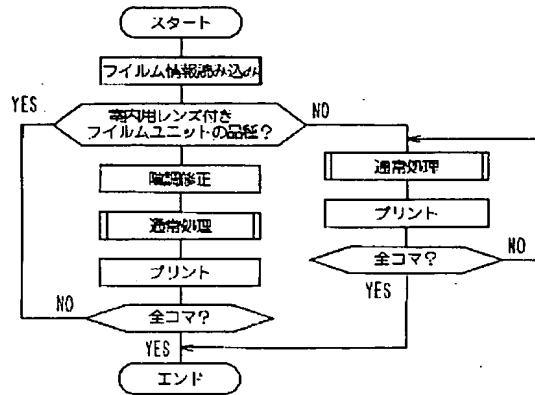 スタート
フイルム情報読み込み
YES
室内用レンズ付き
フイルムユニットの品種？
NO
階調修正
通常処理
プリント
NO
全コマ？
YES
通常処理
プリント
全コマ？
NO
YES
エンド